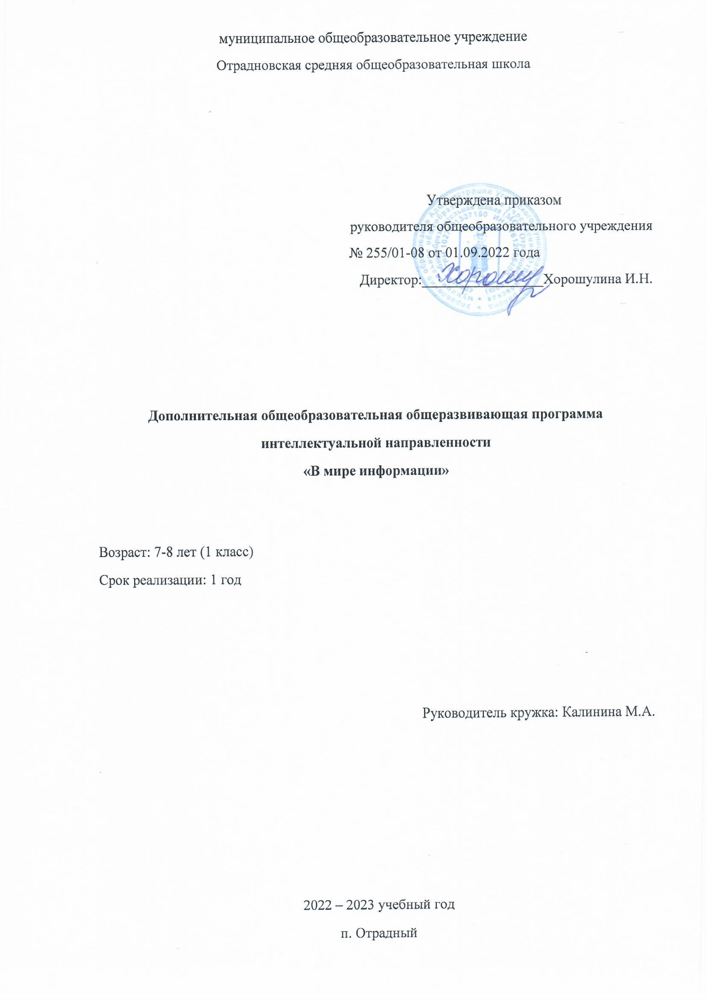 муниципальное общеобразовательное учреждение
Отрадновская средняя общеобразовательная школа
Утверждена приказом
руководителя общеобразовательного учреждения
№ 255/01-08 от 01.09.2022 года
Директор:_________________Хорошулина И.Н.
Дополнительная общеобразовательная общеразвивающая программа
интеллектуальной направленности
«В мире информации»
Возраст: 7-8 лет (1 класс)
Срок реализации: 1 год
Руководитель кружка: Калинина М.А.
2022 – 2023 учебный год
п. Отрадный